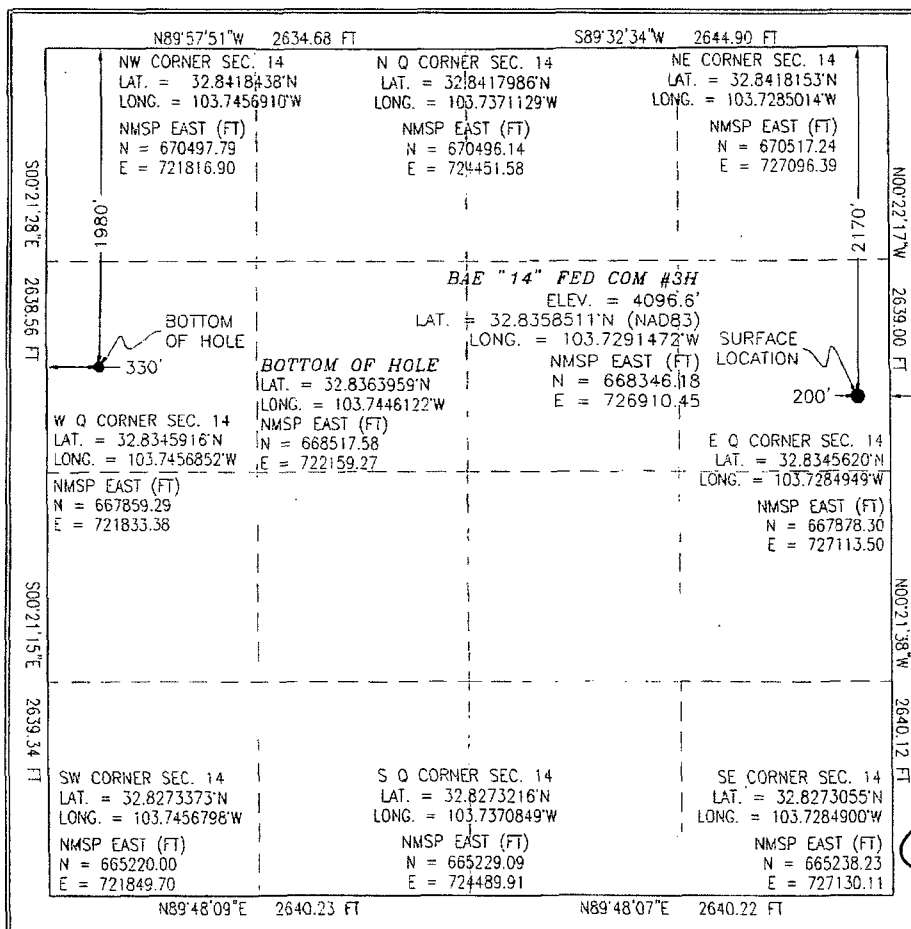 N89°57'51"W 2634.68 FT S89°32'34"W 2644.90 FT
NW CORNER SEC. 14
LAT. = 32.8418438°N
LONG. = 103.7456910°W
NMSP EAST (FT)
N = 670497.79
E = 721816.90
N Q CORNER SEC. 14
LAT. = 32.8417986°N
LONG. = 103.7371129°W
NMSP EAST (FT)
N = 670496.14
E = 724451.58
NE CORNER SEC. 14
LAT. = 32.8418153°N
LONG. = 103.7285014°W
NMSP EAST (FT)
N = 670517.24
E = 727096.39
S00°21'28"E 2638.56 FT
1980'
2170'
N00°22'17"W 2639.00 FT
BOTTOM
OF HOLE
330'
BAE "14" FED COM #3H
ELEV. = 4096.6'
LAT. = 32.8358511°N (NAD83)
LONG. = 103.7291472°W
NMSP EAST (FT)
N = 668346.18
E = 726910.45
SURFACE
LOCATION
200'
BOTTOM OF HOLE
LAT. = 32.8363959°N
LONG. = 103.7446122°W
NMSP EAST (FT)
N = 668517.58
E = 722159.27
W Q CORNER SEC. 14
LAT. = 32.8345916°N
LONG. = 103.7456852°W
NMSP EAST (FT)
N = 667859.29
E = 721833.38
E Q CORNER SEC. 14
LAT. = 32.8345620°N
LONG. = 103.7284949°W
NMSP EAST (FT)
N = 667878.30
E = 727113.50
S00°21'15"E 2639.34 FT
N00°21'38"W 2640.12 FT
SW CORNER SEC. 14
LAT. = 32.8273373°N
LONG. = 103.7456798°W
NMSP EAST (FT)
N = 665220.00
E = 721849.70
S Q CORNER SEC. 14
LAT. = 32.8273216°N
LONG. = 103.7370849°W
NMSP EAST (FT)
N = 665229.09
E = 724489.91
SE CORNER SEC. 14
LAT. = 32.8273055°N
LONG. = 103.7284900°W
NMSP EAST (FT)
N = 665238.23
E = 727130.11
N89°48'09"E 2640.23 FT N89°48'07"E 2640.22 FT